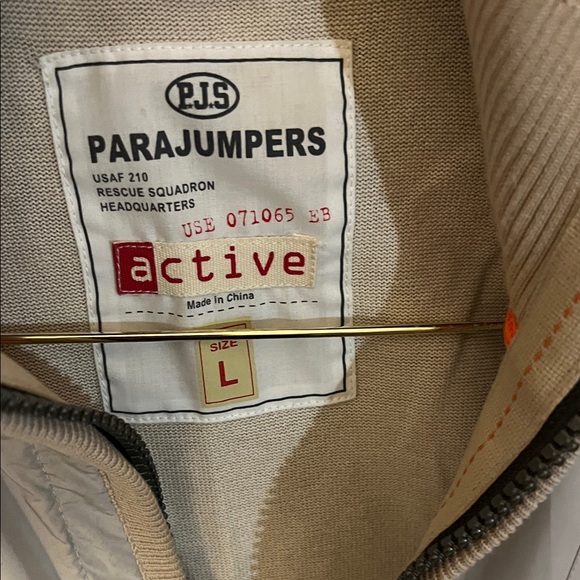 P.J.S
PARAJUMPERS
USAF 210
RESCUE SQUADRON
HEADQUARTERS
USE 071065 EB
active
Made In China
SIZE
L